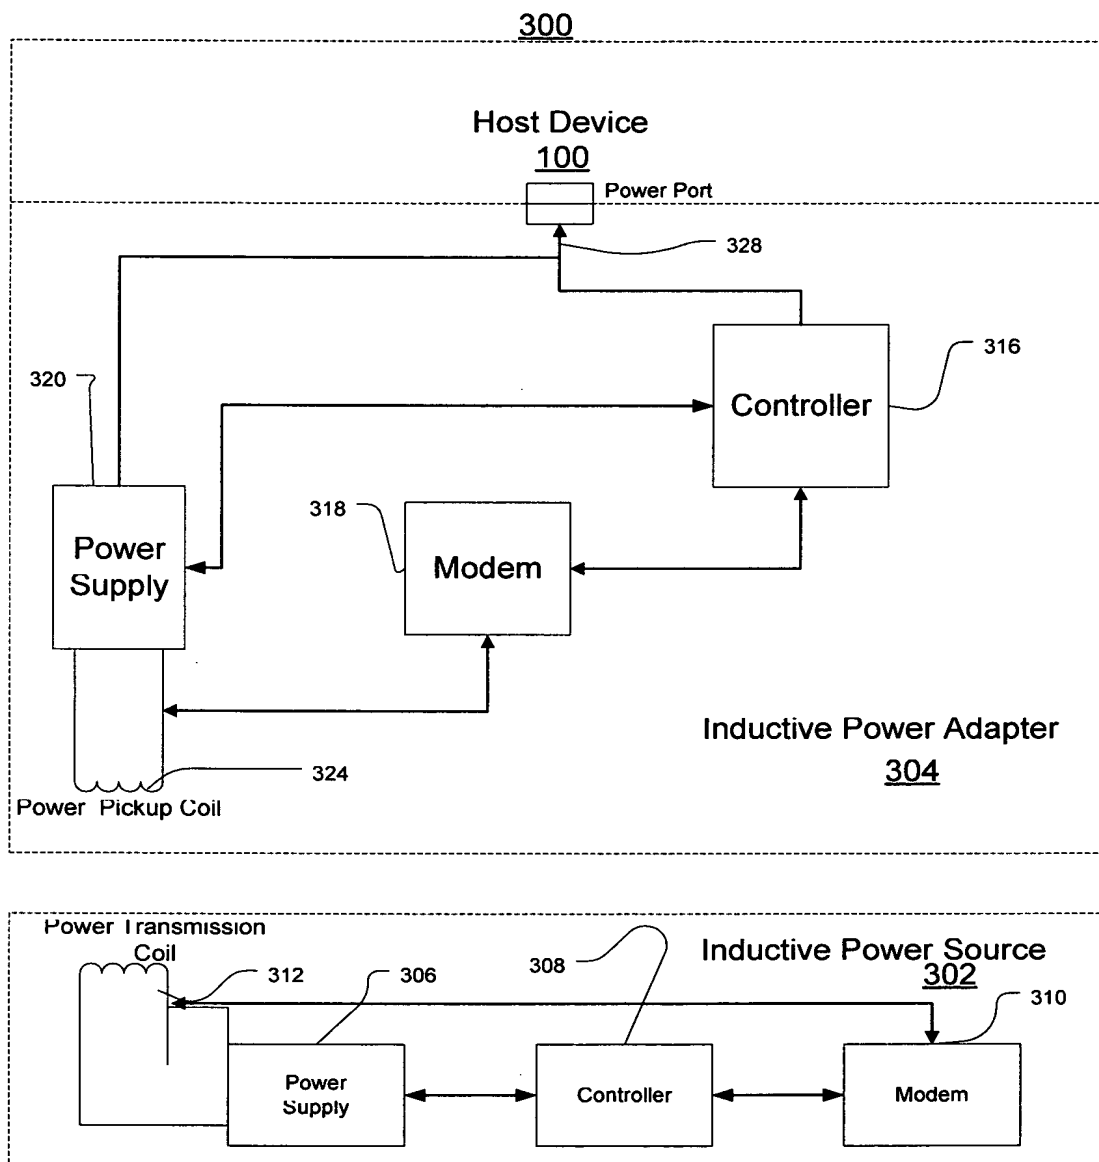 300
Host Device
100
Power Port
328
316
320
Controller
318
Power
Supply
Modem
Inductive Power Adapter
304
324
Power Pickup Coil
Power Transmission
Coil
Inductive Power Source
302
312
306
308
310
Power
Supply
Controller
Modem